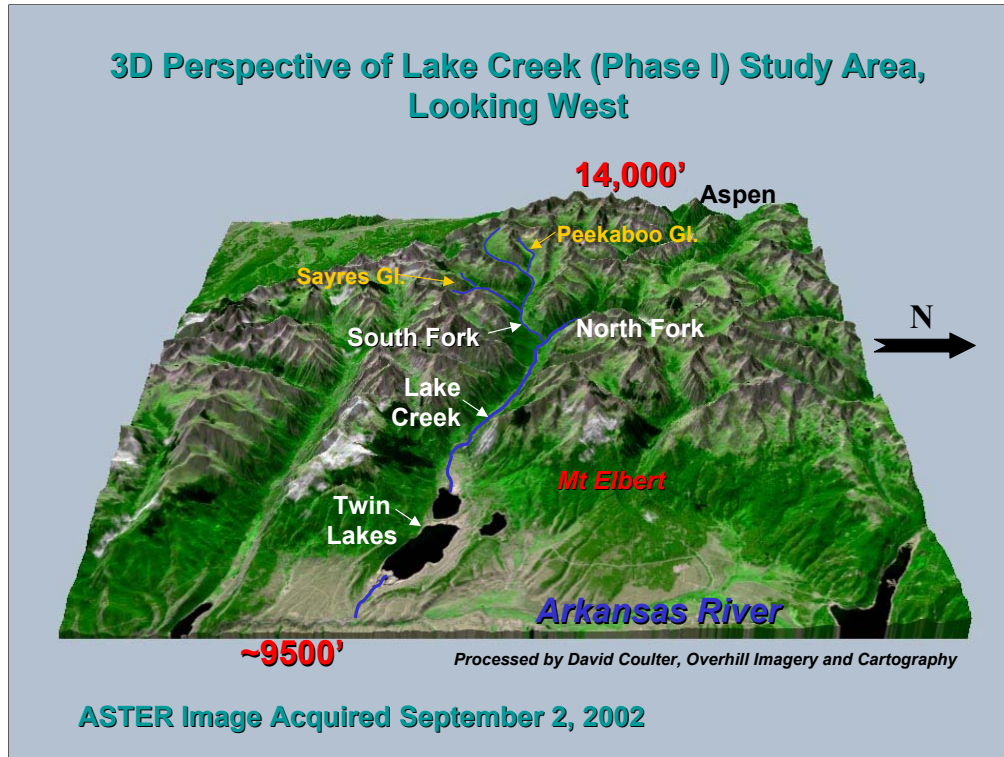 3D Perspective of Lake Creek (Phase I) Study Area,
Looking West
14,000’
Aspen
Peekaboo Gl.
Sayres Gl.
N
South Fork
North Fork
Lake
Creek
Mt Elbert
Twin
Lakes
Arkansas River
~9500’
Processed by David Coulter, Overhill Imagery and Cartography
ASTER Image Acquired September 2, 2002